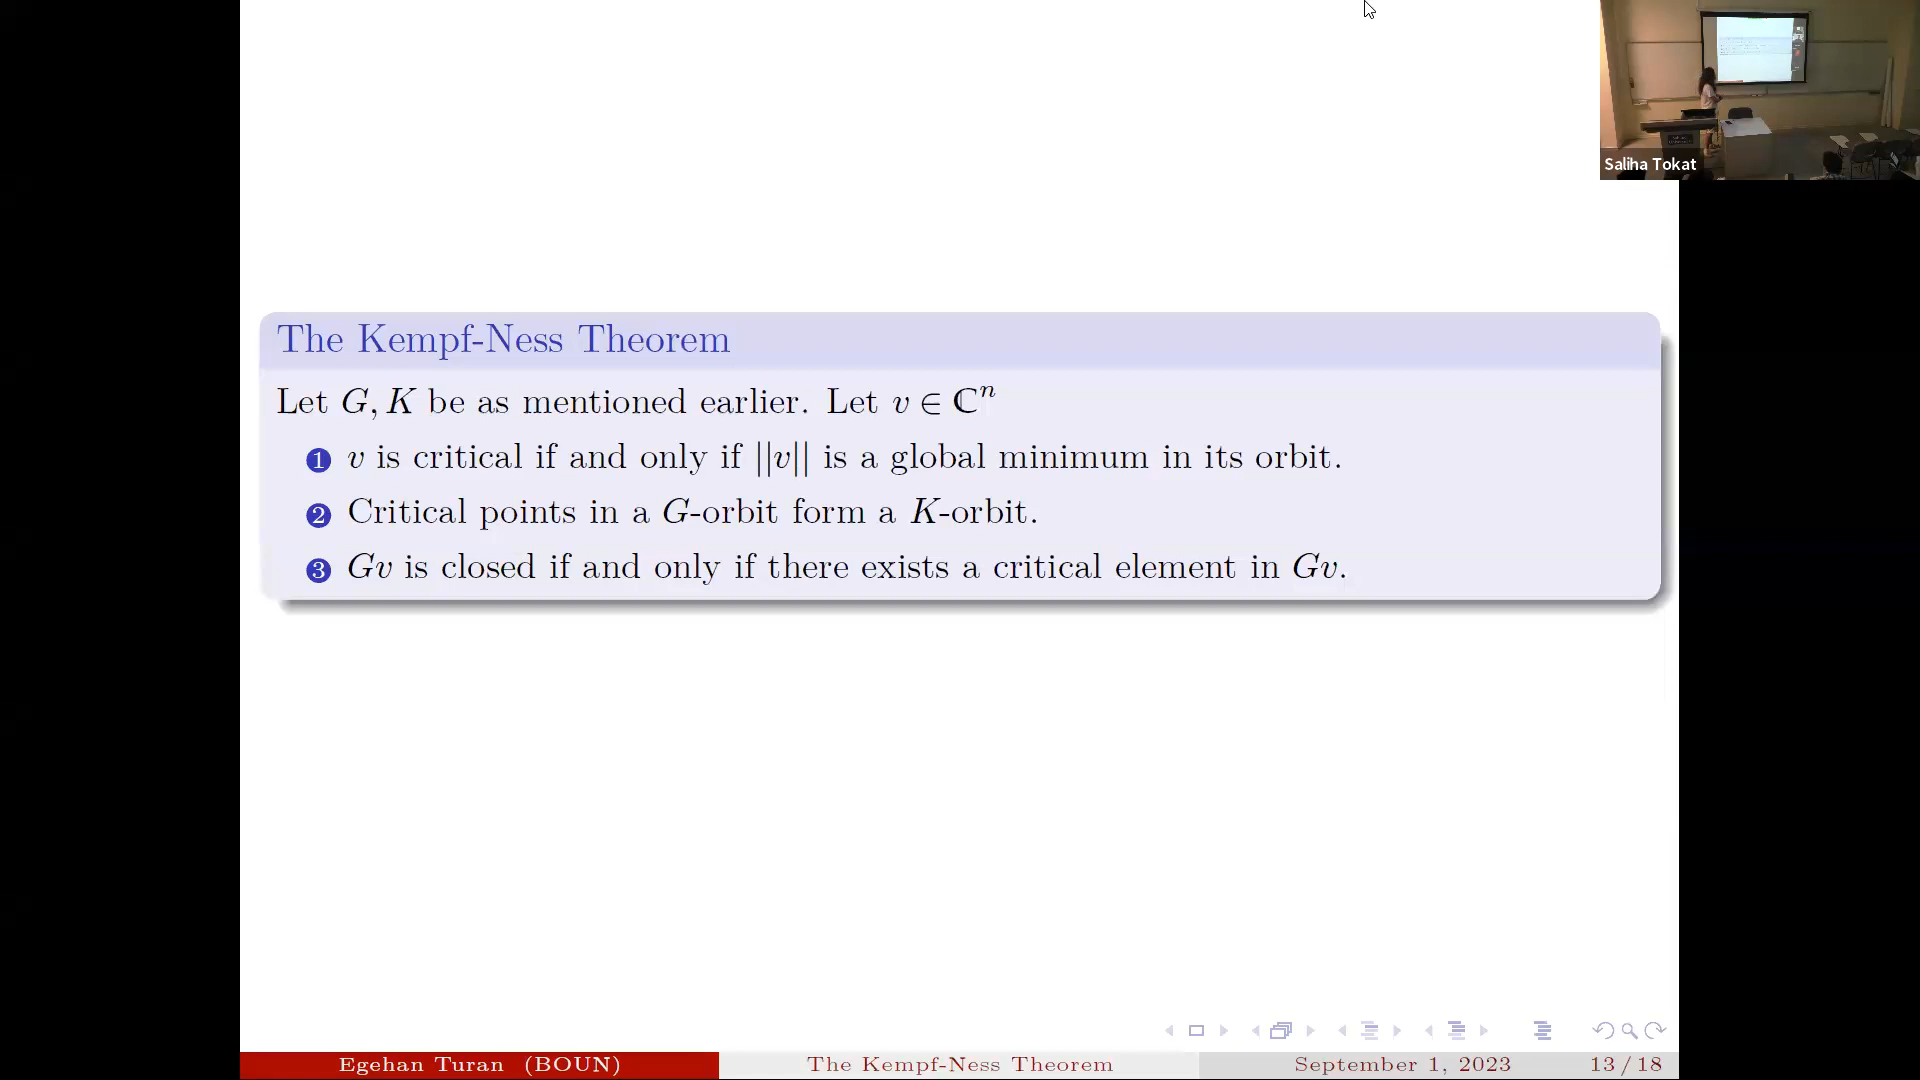 Saliha Tokat
The Kempf-Ness Theorem
Let G, K be as mentioned earlier. Let v ∈ ℂⁿ
1 v is critical if and only if ||v|| is a global minimum in its orbit.
2 Critical points in a G-orbit form a K-orbit.
3 Gv is closed if and only if there exists a critical element in Gv.
Egehan Turan (BOUN) The Kempf-Ness Theorem September 1, 2023 13 / 18